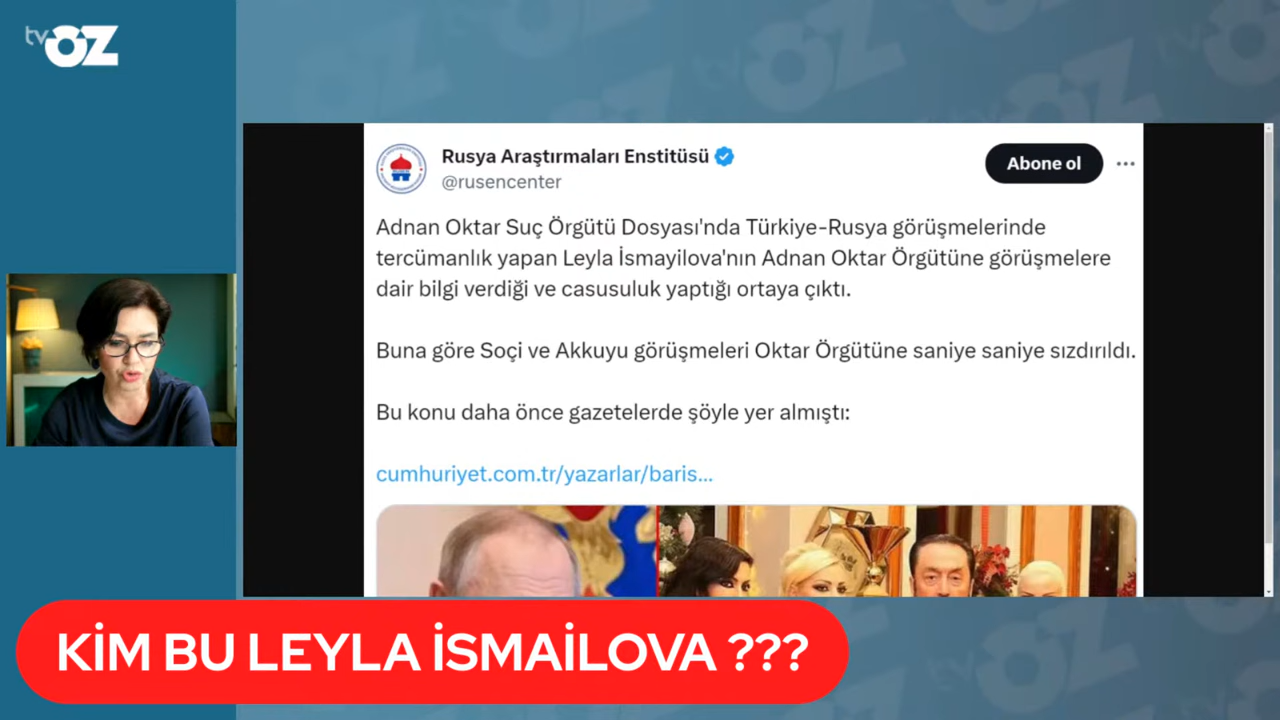 tv ÖZ
Rusya Araştırmaları Enstitüsü
@rusencenter
Abone ol
Adnan Oktar Suç Örgütü Dosyası'nda Türkiye-Rusya görüşmelerinde
tercümanlık yapan Leyla İsmayilova'nın Adnan Oktar Örgütüne görüşmelere
dair bilgi verdiği ve casusuluk yaptığı ortaya çıktı.
Buna göre Soçi ve Akkuyu görüşmeleri Oktar Örgütüne saniye saniye sızdırıldı.
Bu konu daha önce gazetelerde şöyle yer almıştı:
cumhuriyet.com.tr/yazarlar/baris...
KİM BU LEYLA İSMAİLOVA ???